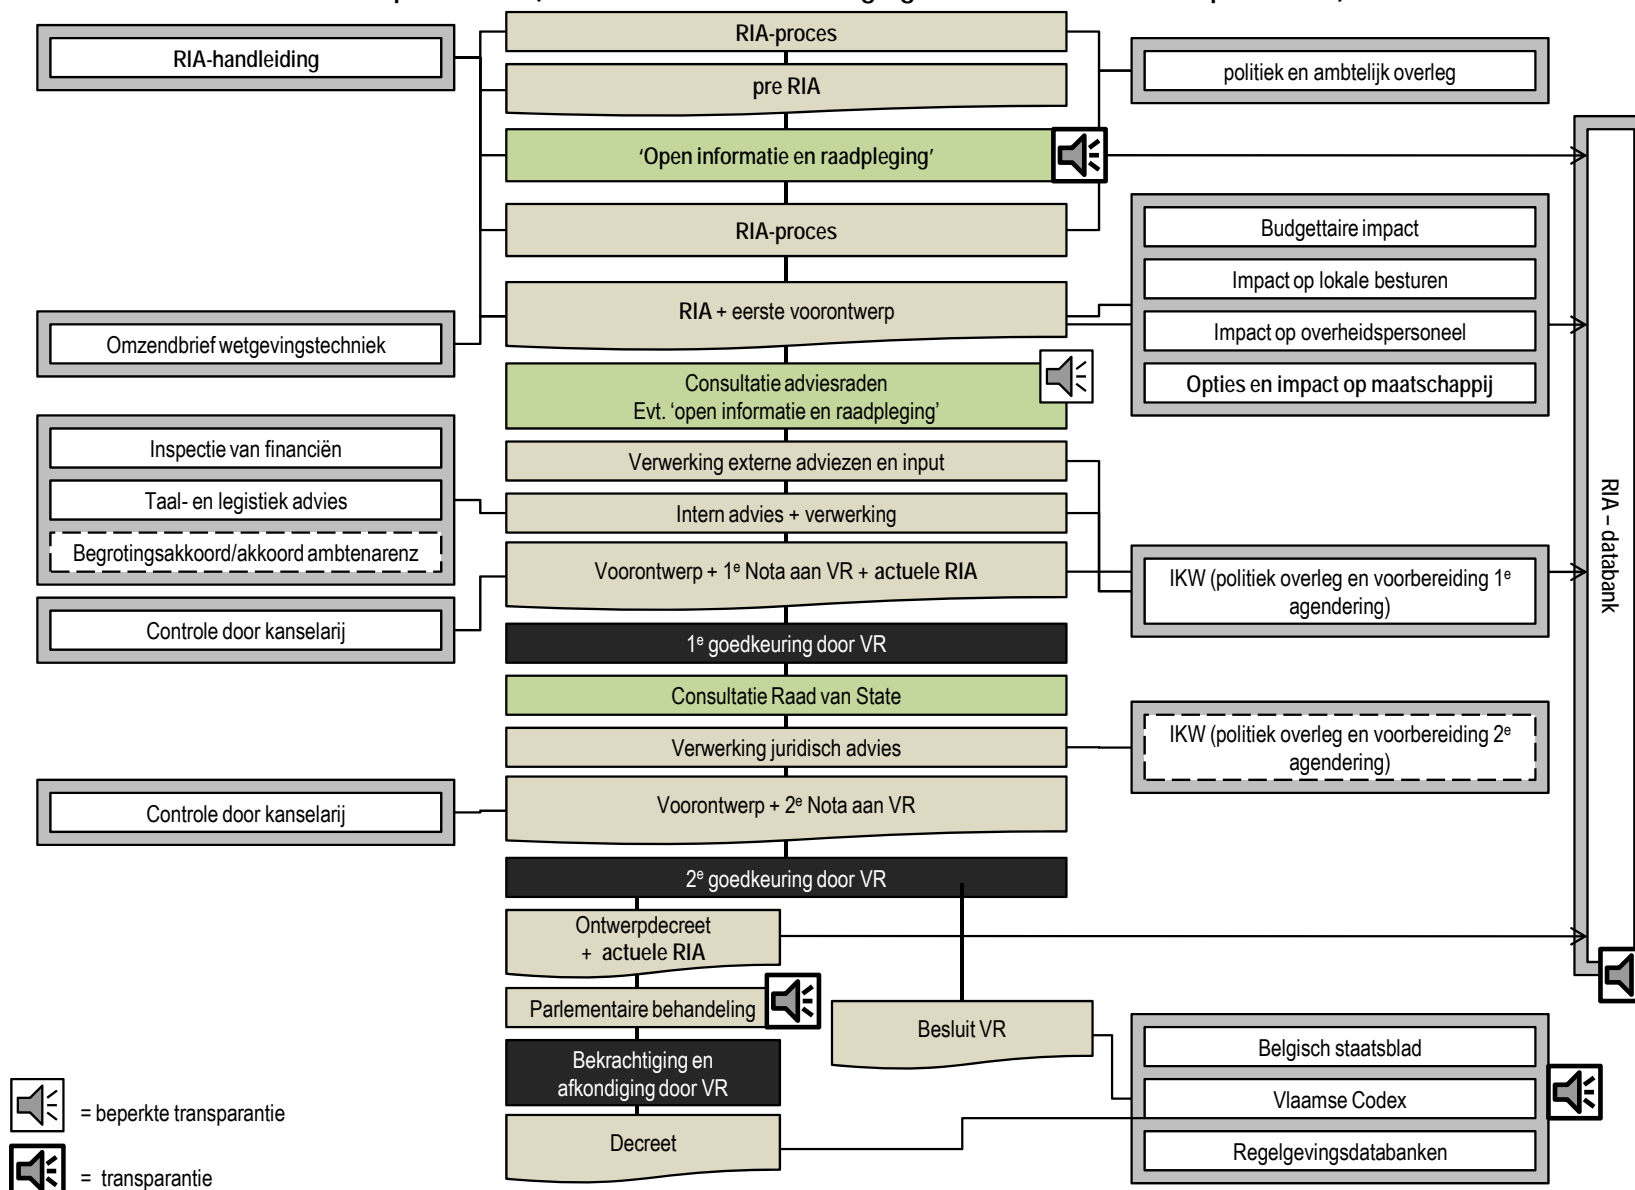 RIA-handleiding
RIA-proces
politiek en ambtelijk overleg
pre RIA
‘Open informatie en raadpleging’
RIA-proces
Budgettaire impact
Impact op lokale besturen
Impact op overheidspersoneel
Opties en impact op maatschappij
RIA + eerste voorontwerp
Omzendbrief wetgevingstechniek
Consultatie adviesraden
Evt. ‘open informatie en raadpleging’
Inspectie van financiën
Taal- en legistiek advies
Begrotingsakkoord/akkoord ambtenarenz
Verwerking externe adviezen en input
Intern advies + verwerking
Voorontwerp + 1e Nota aan VR + actuele RIA
IKW (politiek overleg en voorbereiding 1e
agendering)
RIA – databank
Controle door kanselarij
1e goedkeuring door VR
Consultatie Raad van State
Verwerking juridisch advies
IKW (politiek overleg en voorbereiding 2e
agendering)
Controle door kanselarij
Voorontwerp + 2e Nota aan VR
2e goedkeuring door VR
Ontwerpdecreet
+ actuele RIA
Parlementaire behandeling
Besluit VR
Bekrachtiging en
afkondiging door VR
Decreet
Belgisch staatsblad
Vlaamse Codex
Regelgevingsdatabanken
= beperkte transparantie
= transparantie